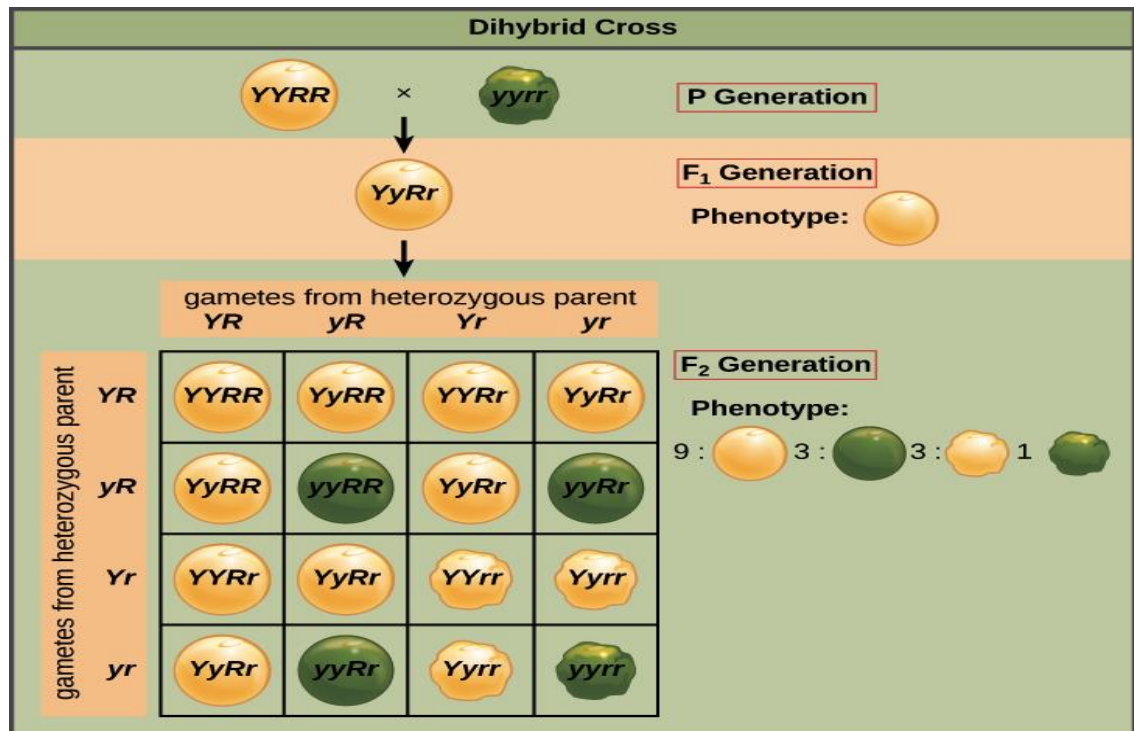 Dihybrid Cross
YYRR × yyrr
P Generation
YyRr
F₁ Generation
Phenotype:
gametes from heterozygous parent
YR yR Yr yr
gametes from heterozygous parent
YR YYRR YyRR YYRr YyRr
yR YyRR yyRR YyRr yyRr
Yr YYRr YyRr YYrr Yyrr
yr YyRr yyRr Yyrr yyrr
F₂ Generation
Phenotype:
9 : 3 : 3 : 1